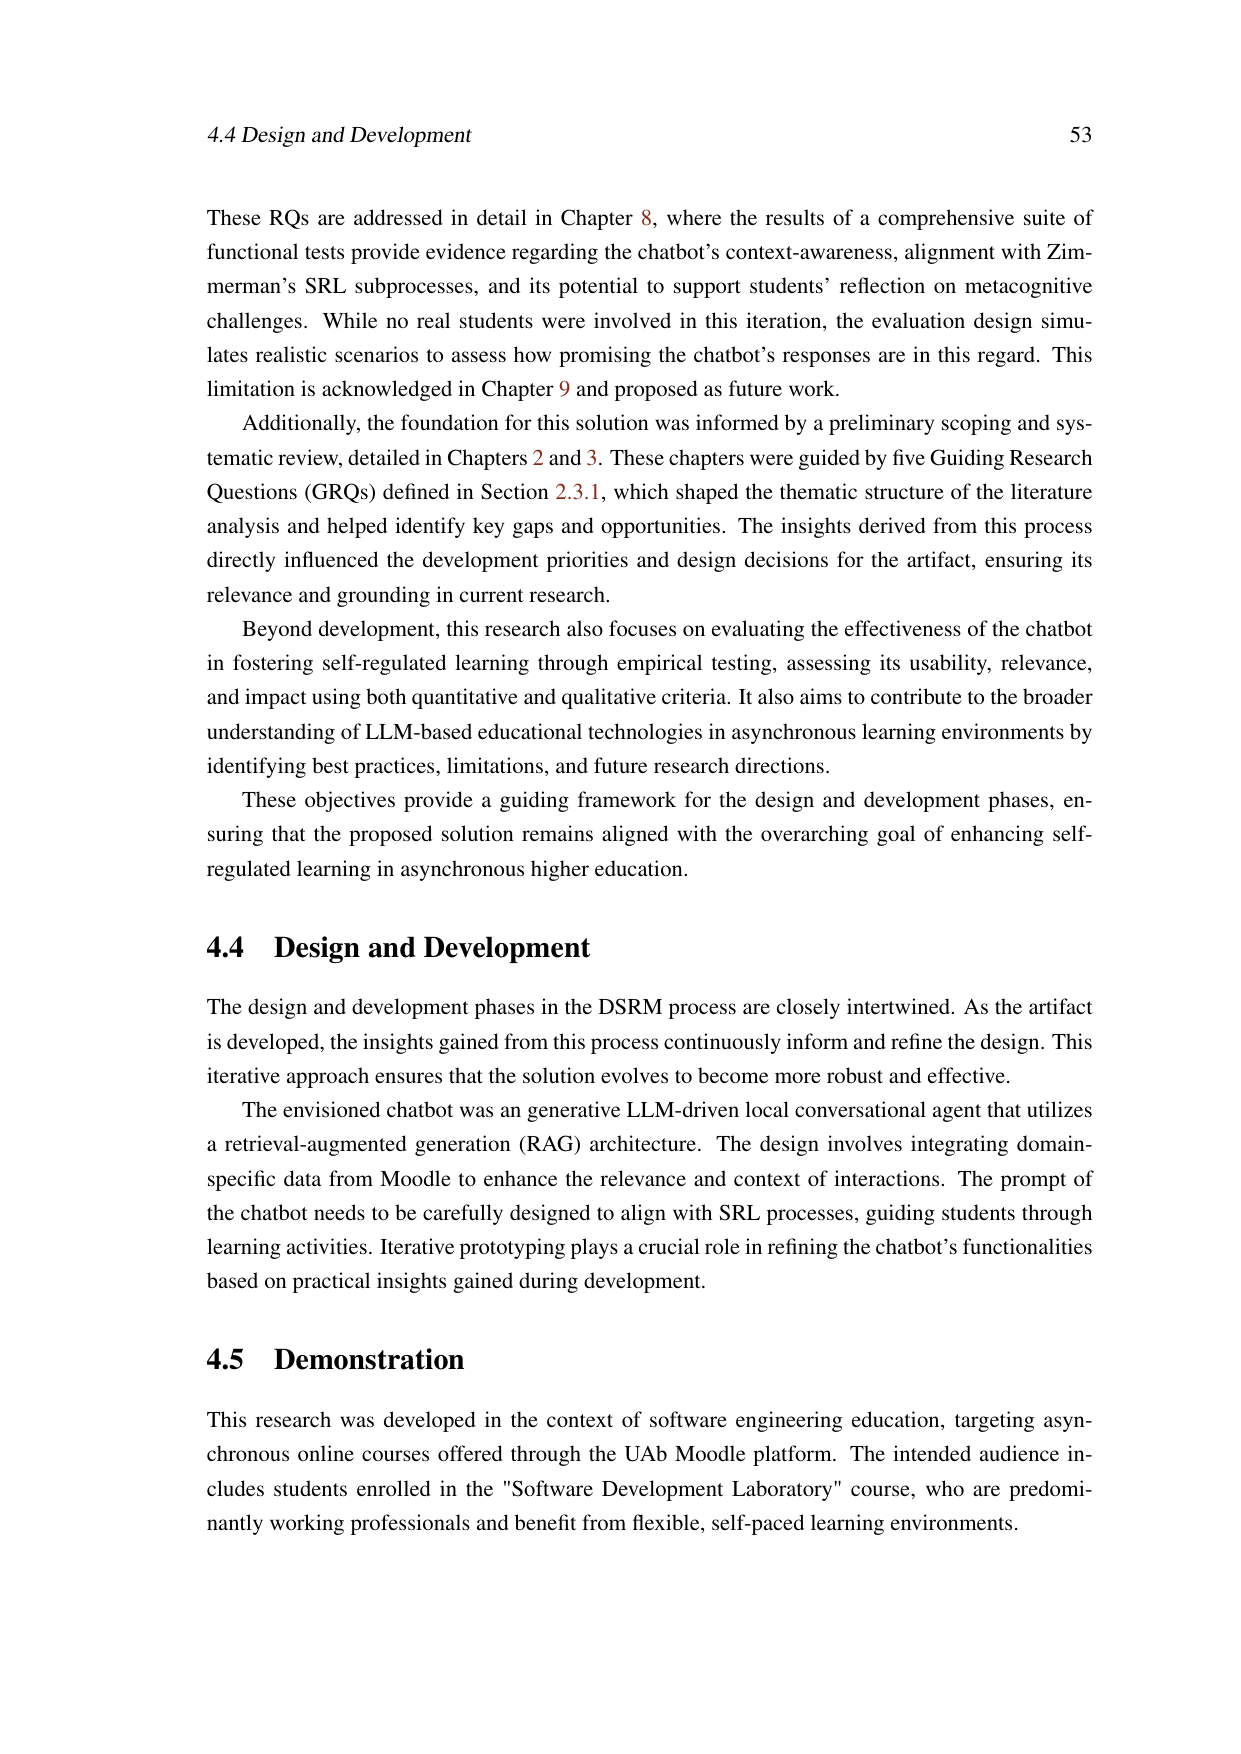 4.4 Design and Development 53
These RQs are addressed in detail in Chapter 8, where the results of a comprehensive suite of
functional tests provide evidence regarding the chatbot’s context-awareness, alignment with Zim-
merman’s SRL subprocesses, and its potential to support students’ reflection on metacognitive
challenges. While no real students were involved in this iteration, the evaluation design simu-
lates realistic scenarios to assess how promising the chatbot’s responses are in this regard. This
limitation is acknowledged in Chapter 9 and proposed as future work.
Additionally, the foundation for this solution was informed by a preliminary scoping and sys-
tematic review, detailed in Chapters 2 and 3. These chapters were guided by five Guiding Research
Questions (GRQs) defined in Section 2.3.1, which shaped the thematic structure of the literature
analysis and helped identify key gaps and opportunities. The insights derived from this process
directly influenced the development priorities and design decisions for the artifact, ensuring its
relevance and grounding in current research.
Beyond development, this research also focuses on evaluating the effectiveness of the chatbot
in fostering self-regulated learning through empirical testing, assessing its usability, relevance,
and impact using both quantitative and qualitative criteria. It also aims to contribute to the broader
understanding of LLM-based educational technologies in asynchronous learning environments by
identifying best practices, limitations, and future research directions.
These objectives provide a guiding framework for the design and development phases, en-
suring that the proposed solution remains aligned with the overarching goal of enhancing self-
regulated learning in asynchronous higher education.
4.4 Design and Development
The design and development phases in the DSRM process are closely intertwined. As the artifact
is developed, the insights gained from this process continuously inform and refine the design. This
iterative approach ensures that the solution evolves to become more robust and effective.
The envisioned chatbot was an generative LLM-driven local conversational agent that utilizes
a retrieval-augmented generation (RAG) architecture. The design involves integrating domain-
specific data from Moodle to enhance the relevance and context of interactions. The prompt of
the chatbot needs to be carefully designed to align with SRL processes, guiding students through
learning activities. Iterative prototyping plays a crucial role in refining the chatbot’s functionalities
based on practical insights gained during development.
4.5 Demonstration
This research was developed in the context of software engineering education, targeting asyn-
chronous online courses offered through the UAb Moodle platform. The intended audience in-
cludes students enrolled in the "Software Development Laboratory" course, who are predomi-
nantly working professionals and benefit from flexible, self-paced learning environments.